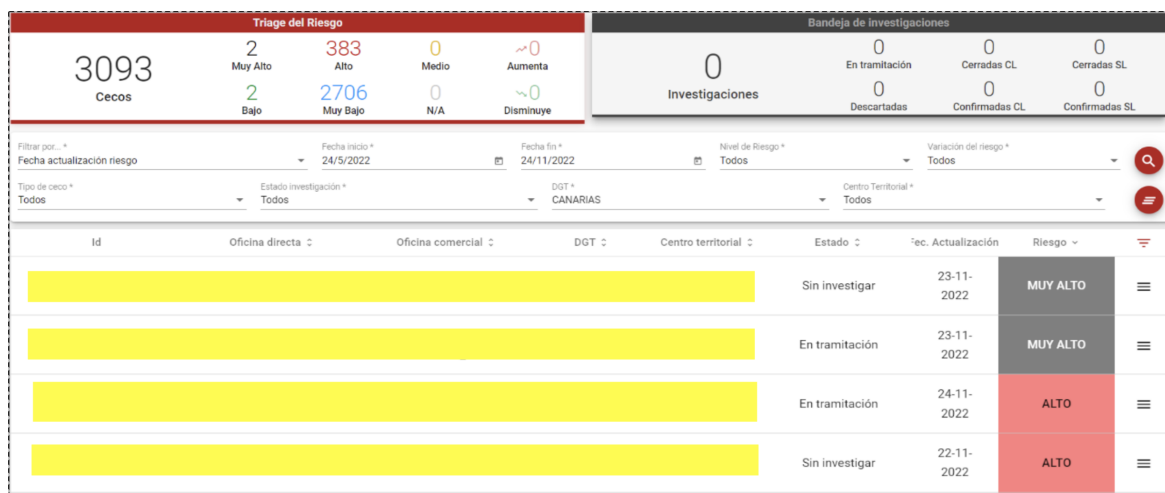 Triage del Riesgo
3093
Cecos
2
Muy Alto
383
Alto
0
Medio
0
Aumenta
2
Bajo
2706
Muy Bajo
0
N/A
0
Disminuye
Bandeja de investigaciones
0
Investigaciones
0
En tramitación
0
Cerradas CL
0
Cerradas SL
0
Descartadas
0
Confirmadas CL
0
Confirmadas SL
Filtrar por... *
Fecha actualización riesgo
Fecha inicio *
24/5/2022
Fecha fin *
24/11/2022
Nivel de Riesgo *
Todos
Variación del riesgo *
Todos
Tipo de ceco *
Todos
Estado investigación *
Todos
DGT *
CANARIAS
Centro Territorial *
Todos
Id Oficina directa Oficina comercial DGT Centro territorial Estado Fec. Actualización Riesgo
Sin investigar 23-11-2022 MUY ALTO
En tramitación 23-11-2022 MUY ALTO
En tramitación 24-11-2022 ALTO
Sin investigar 22-11-2022 ALTO